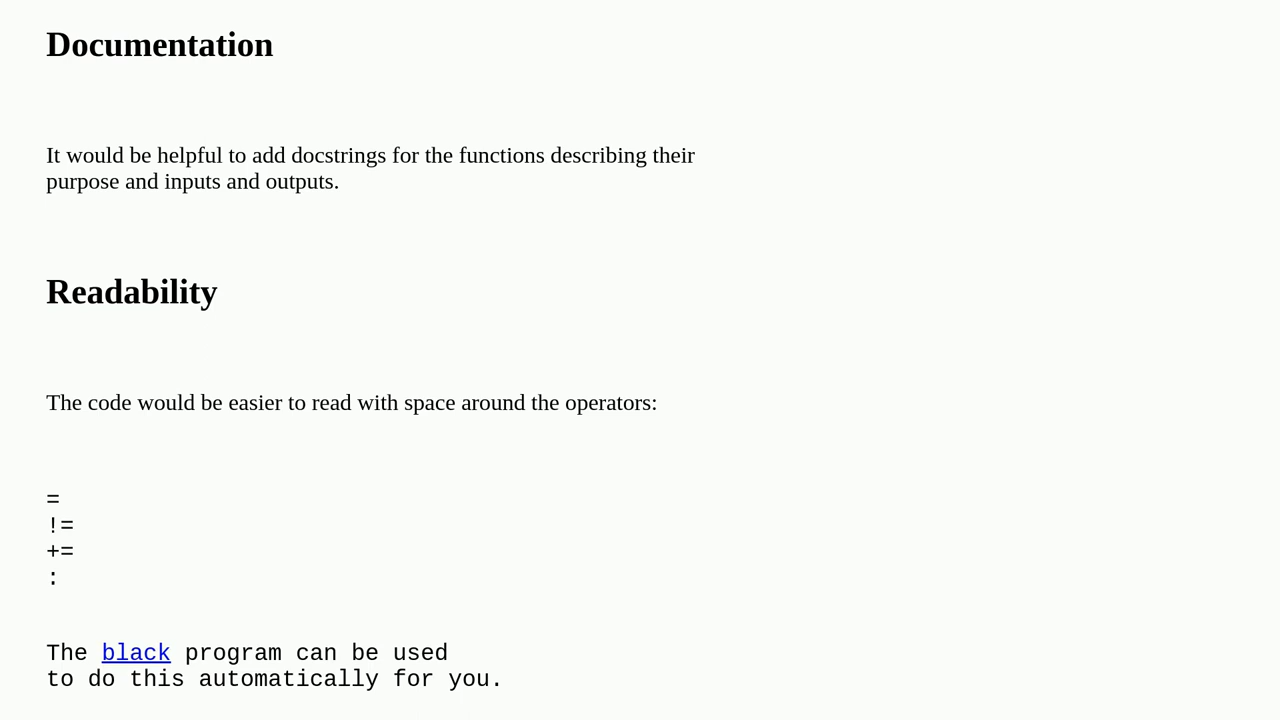 Documentation
It would be helpful to add docstrings for the functions describing their
purpose and inputs and outputs.
Readability
The code would be easier to read with space around the operators:
=
!=
+=
:
The black program can be used
to do this automatically for you.